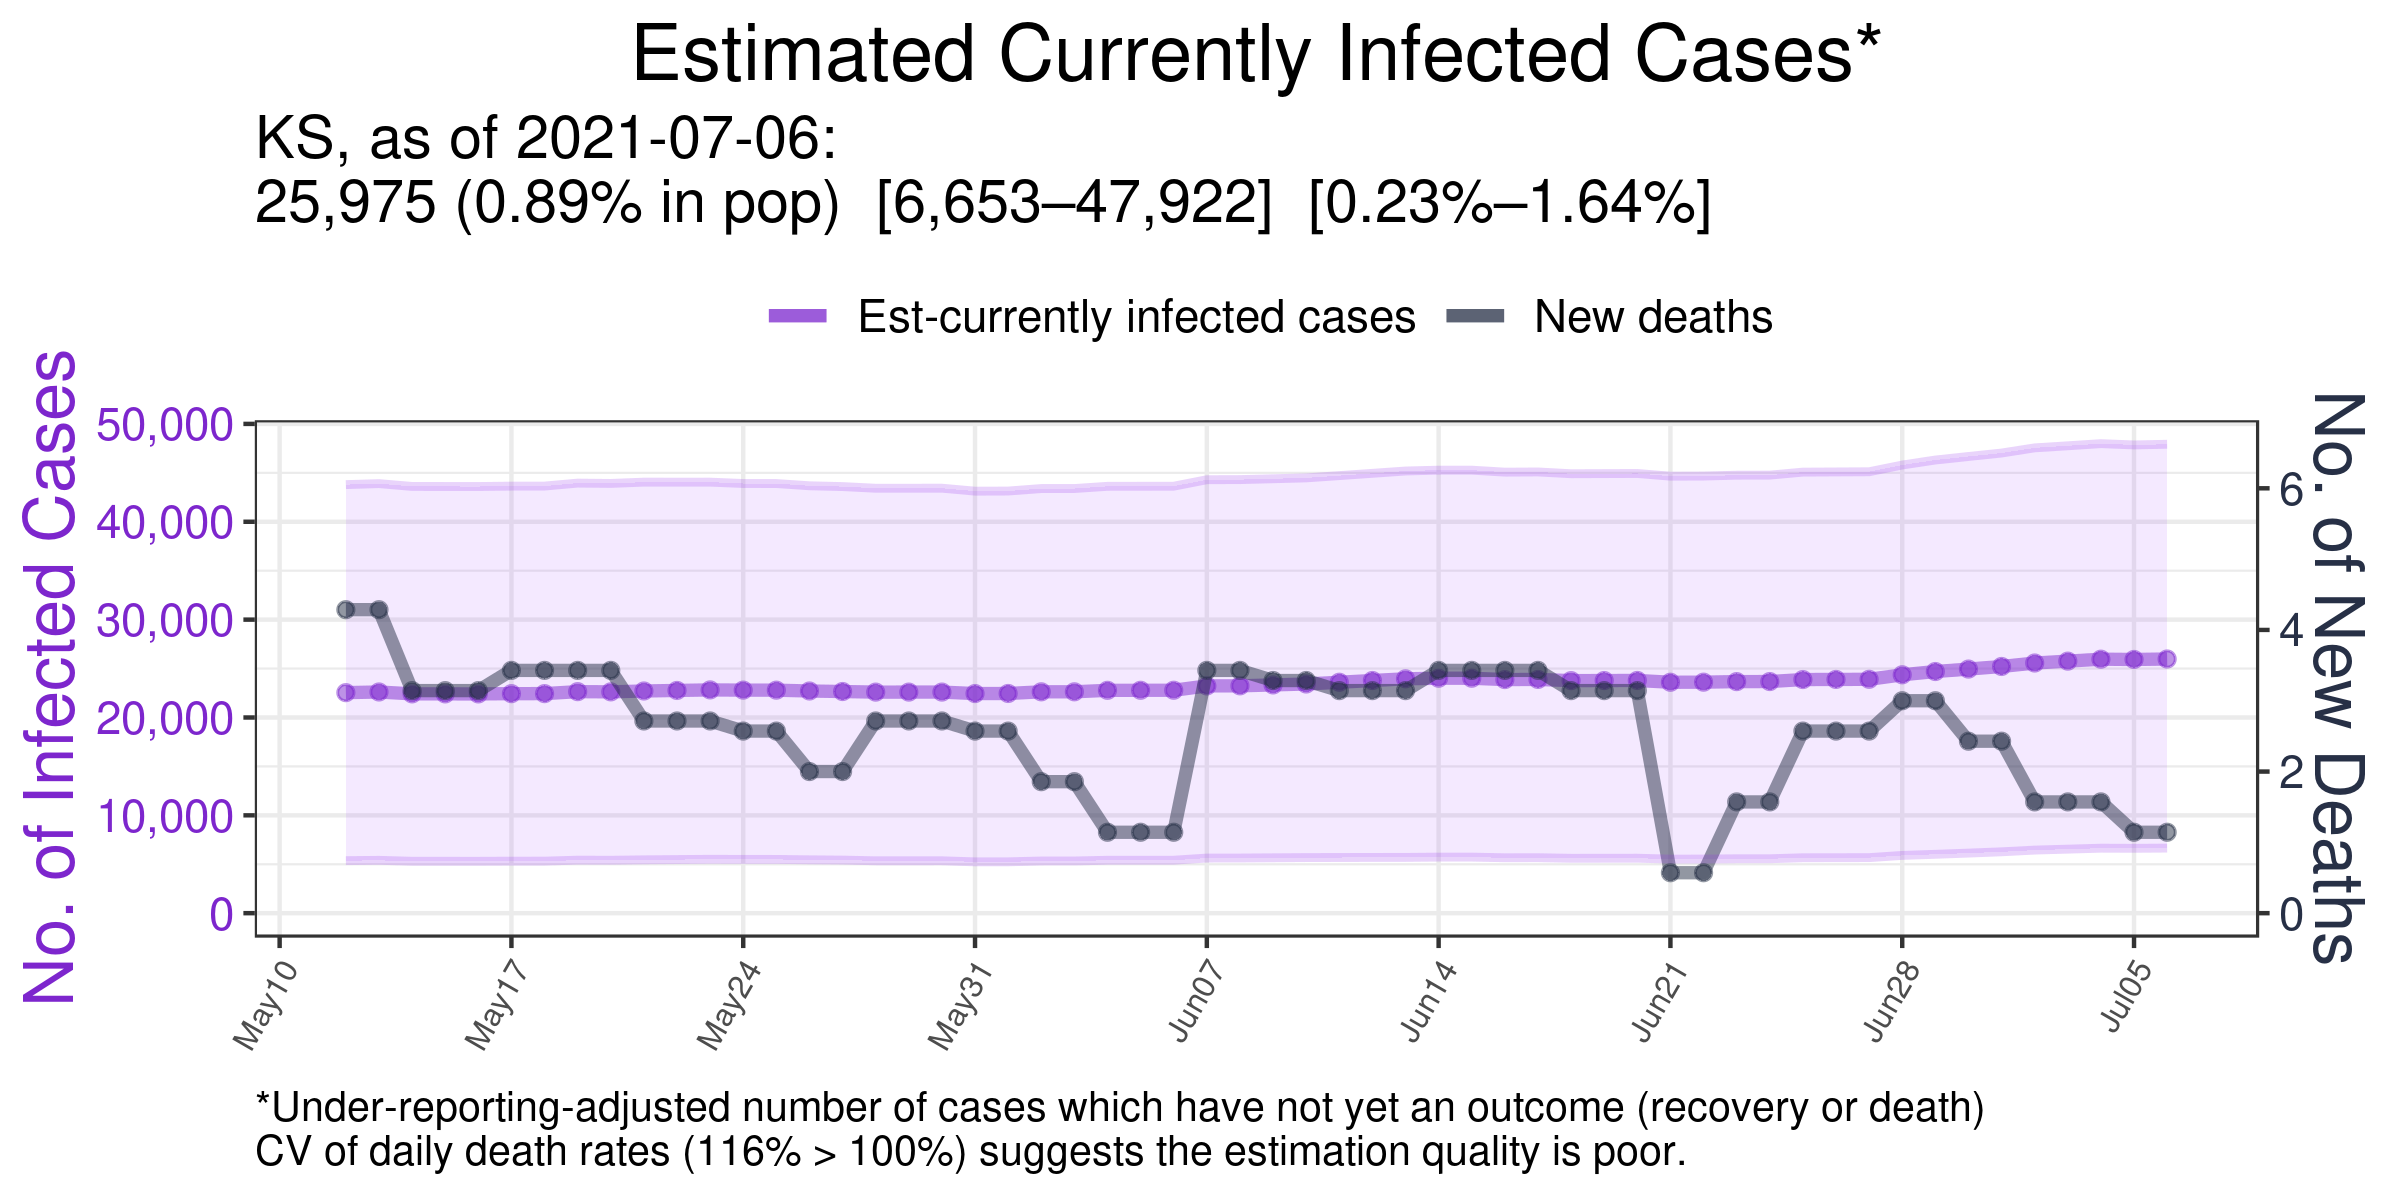 Estimated Currently Infected Cases*
KS, as of 2021-07-06:
25,975 (0.89% in pop)  [6,653–47,922]  [0.23%–1.64%]
Est-currently infected cases
New deaths
No. of Infected Cases
50,000
40,000
30,000
20,000
10,000
0
6
4
2
0
No. of New Deaths
May10
May17
May24
May31
Jun07
Jun14
Jun21
Jun28
Jul05
*Under-reporting-adjusted number of cases which have not yet an outcome (recovery or death)
CV of daily death rates (116% > 100%) suggests the estimation quality is poor.